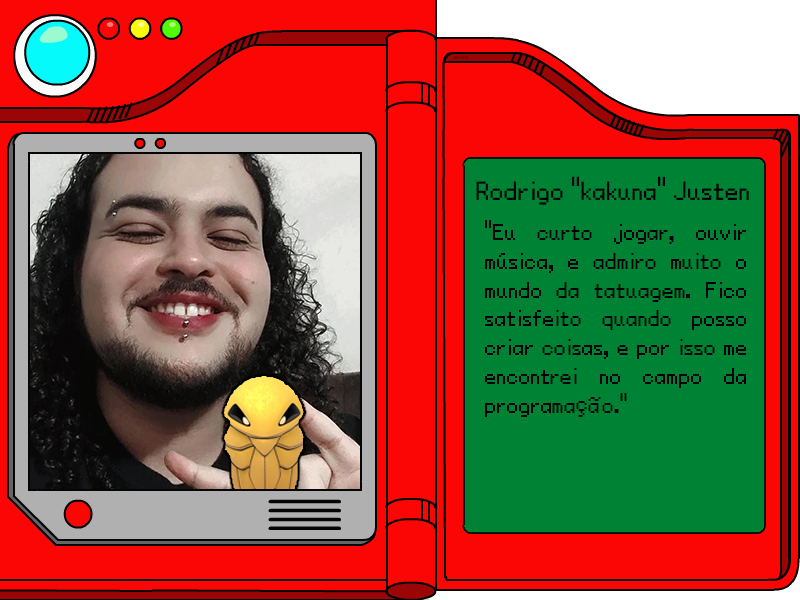 Rodrigo "kakuna" Justen
"Eu curto jogar, ouvir
música, e admiro muito o
mundo da tatuagem. Fico
satisfeito quando posso
criar coisas, e por isso me
encontrei no campo da
programação."